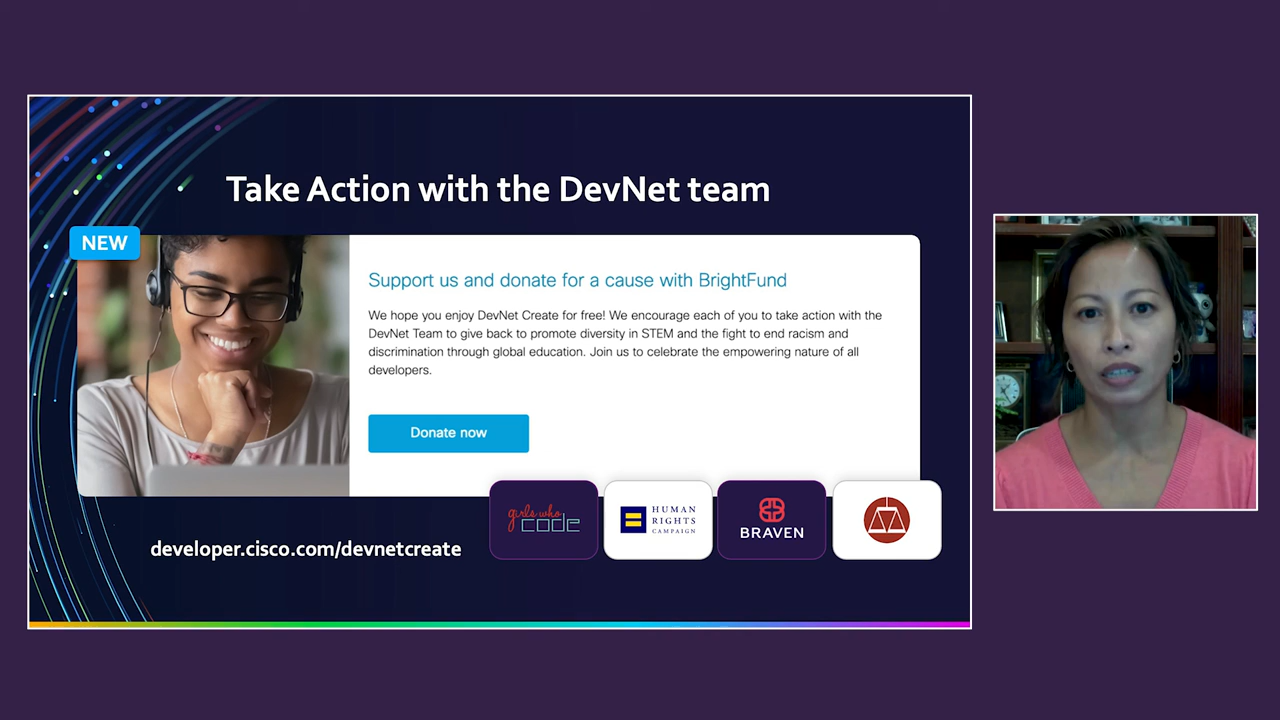 Take Action with the DevNet team
NEW
Support us and donate for a cause with BrightFund
We hope you enjoy DevNet Create for free! We encourage each of you to take action with the
DevNet Team to give back to promote diversity in STEM and the fight to end racism and
discrimination through global education. Join us to celebrate the empowering nature of all
developers.
Donate now
girls who
code
HUMAN
RIGHTS
CAMPAIGN
BRAVEN
developer.cisco.com/devnetcreate